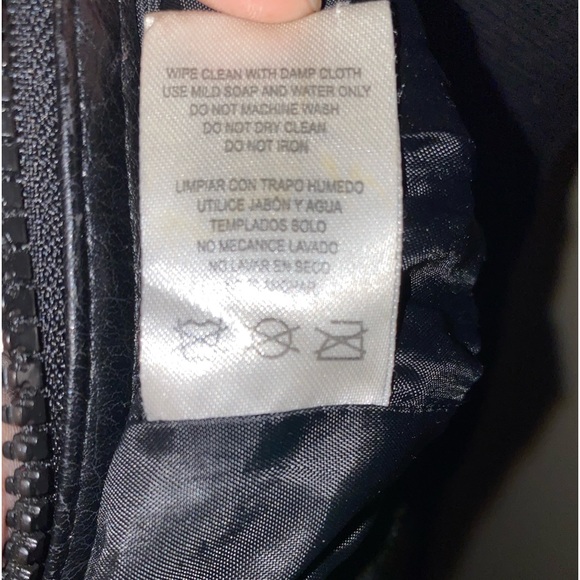 WIPE CLEAN WITH DAMP CLOTH
USE MILD SOAP AND WATER ONLY
DO NOT MACHINE WASH
DO NOT DRY CLEAN
DO NOT IRON
LIMPIAR CON TRAPO HUMEDO
UTILICE JABÓN Y AGUA
TEMPLADOS SOLO
NO MECANICE LAVADO
NO LAVAR EN SECO